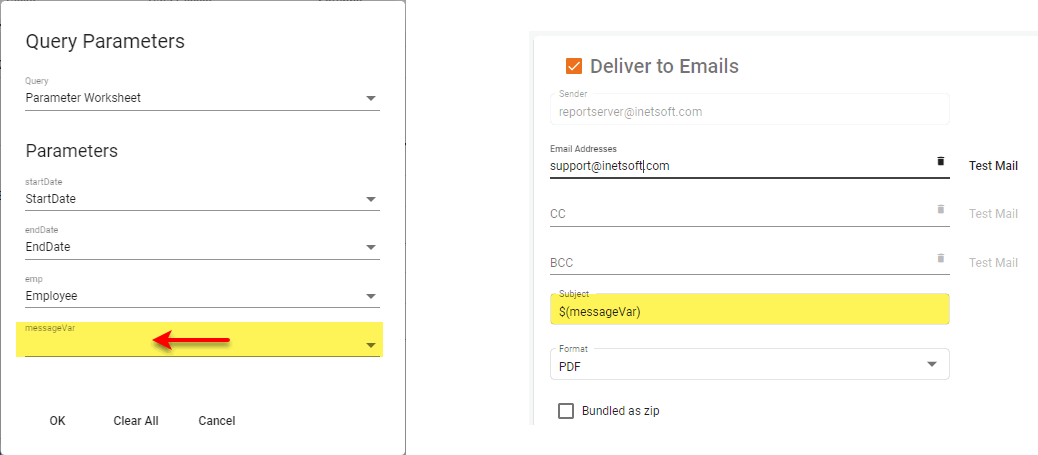 Query Parameters
Query
Parameter Worksheet
Parameters
startDate
StartDate
endDate
EndDate
emp
Employee
messageVar
OK Clear All Cancel
Deliver to Emails
Sender
reportserver@inetsoft.com
Email Addresses
support@inetsoft.com Test Mail
CC Test Mail
BCC Test Mail
Subject
$(messageVar)
Format
PDF
Bundled as zip